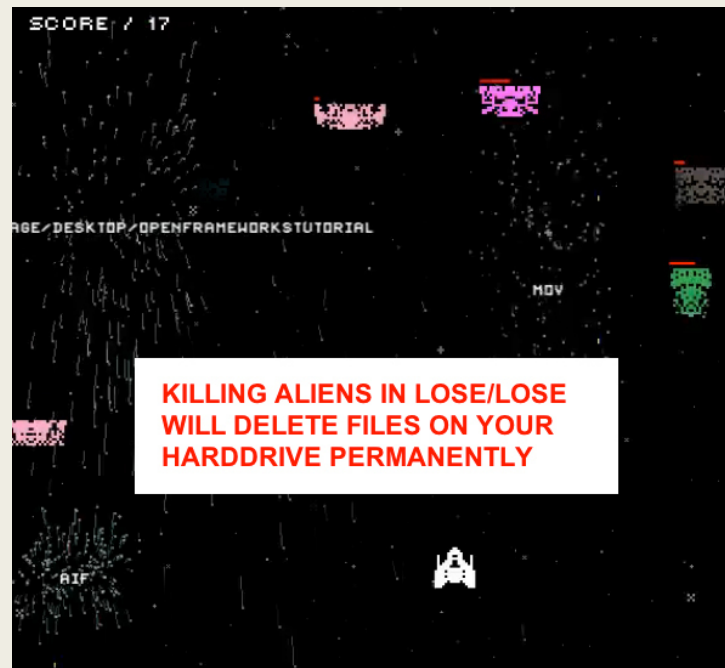 SCORE / 17
AGE/DESKTOP/OPENFRAMEWORKSTUTORIAL
MOV
KILLING ALIENS IN LOSE/LOSE
WILL DELETE FILES ON YOUR
HARDDRIVE PERMANENTLY
AIF